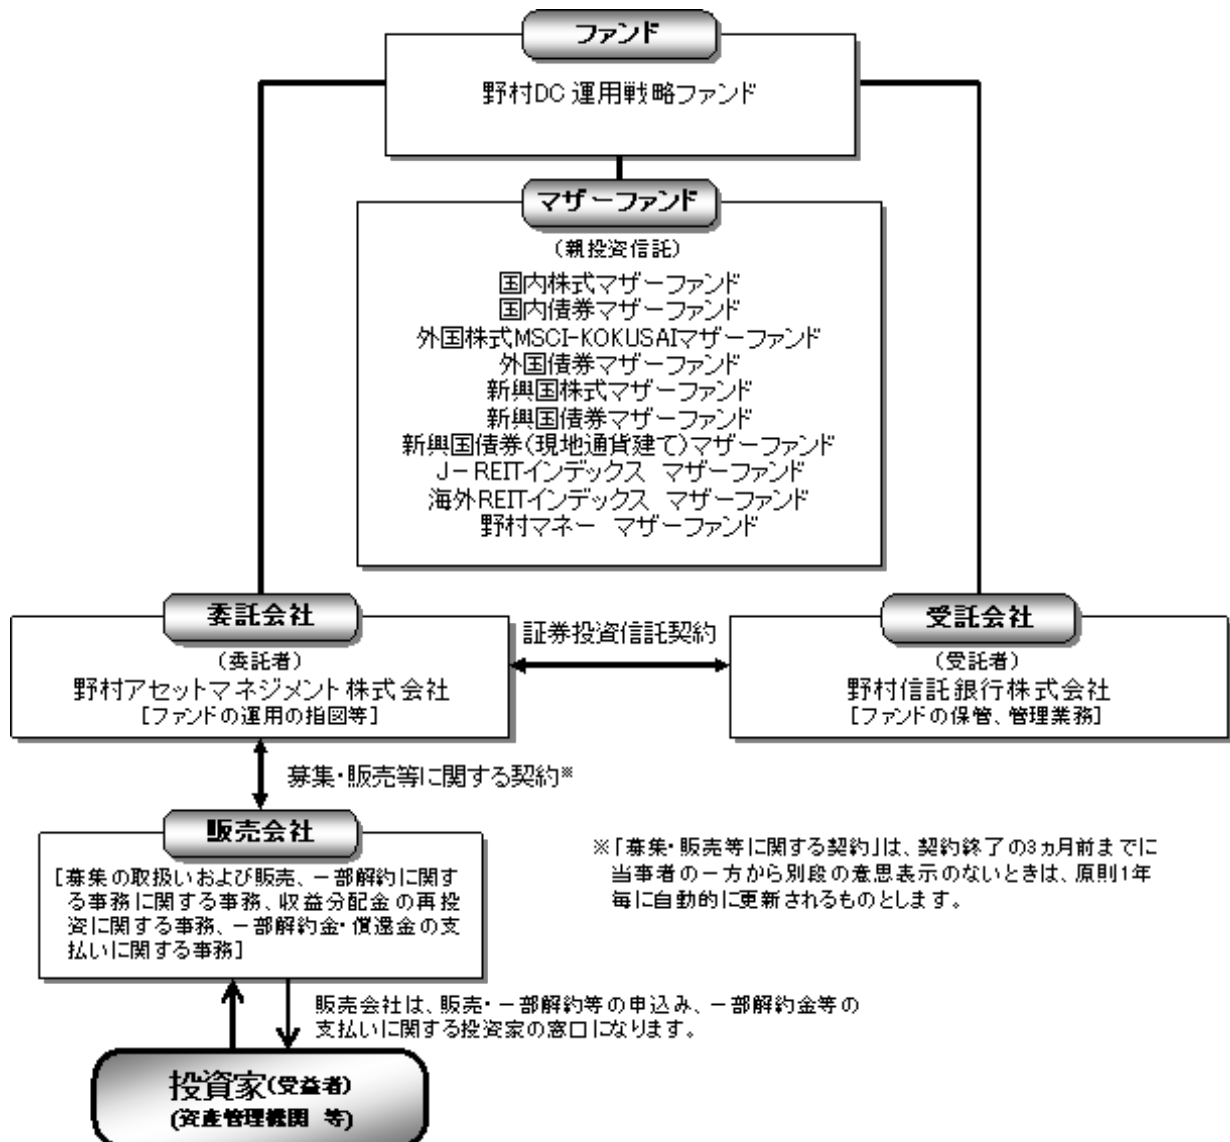 ファンド
野村DC 運用戦略ファンド
マザーファンド
(親投資信託)
国内株式マザーファンド
国内債券マザーファンド
外国株式MSCI-KOKUSAIマザーファンド
外国債券マザーファンド
新興国株式マザーファンド
新興国債券マザーファンド
新興国債券(現地通貨建て)マザーファンド
J－REITインデックス マザーファンド
海外REITインデックス マザーファンド
野村マネー マザーファンド
委託会社
(委託者)
野村アセットマネジメント株式会社
[ファンドの運用の指図等]
証券投資信託契約
受託会社
(受託者)
野村信託銀行株式会社
[ファンドの保管、管理業務]
募集・販売等に関する契約※
販売会社
[募集の取扱いおよび販売、一部解約に関す
る事務に関する事務、収益分配金の再投
資に関する事務、一部解約金・償還金の支
払いに関する事務]
※「募集・販売等に関する契約」は、契約終了の3ヵ月前までに
当事者の一方から別段の意思表示のないときは、原則1年
毎に自動的に更新されるものとします。
販売会社は、販売・一部解約等の申込み、一部解約金等の
支払いに関する投資家の窓口になります。
投資家(受益者)
(資産管理機関 等)